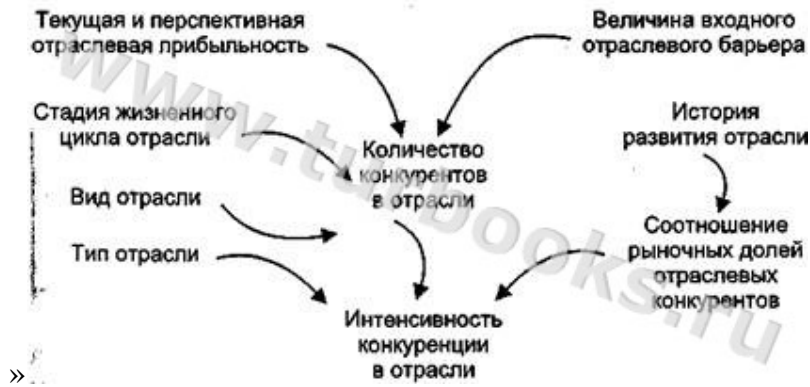 Текущая и перспективная
отраслевая прибыльность
Величина входного
отраслевого барьера
Стадия жизненного
цикла отрасли
История
развития отрасли
Количество
конкурентов
в отрасли
Вид отрасли
Тип отрасли
Соотношение
рыночных долей
отраслевых
конкурентов
Интенсивность
конкуренции
в отрасли
»
www.turbooks.ru